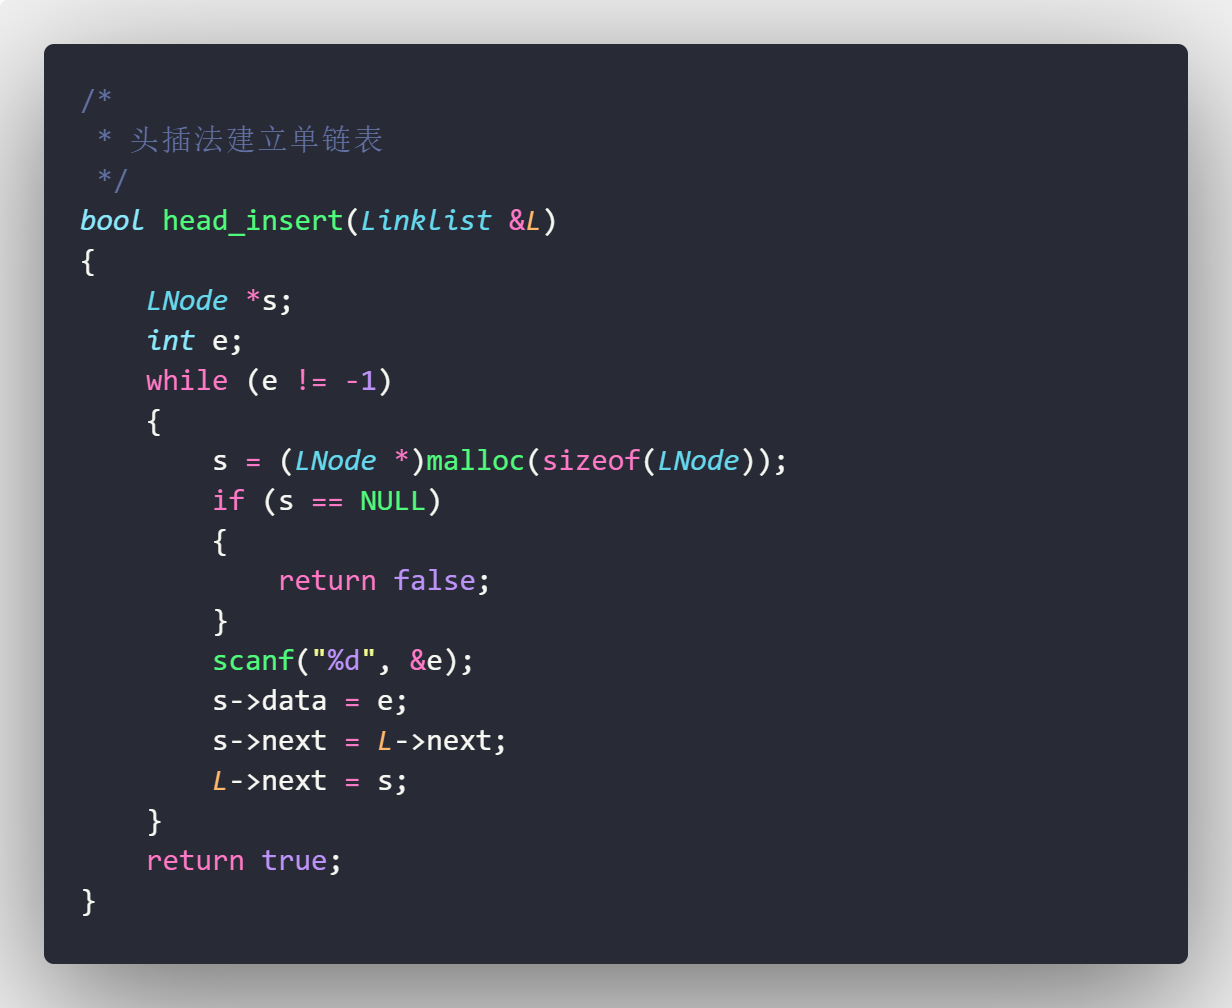 /*
 * 头插法建立单链表
 */
bool head_insert(Linklist &L)
{
    LNode *s;
    int e;
    while (e != -1)
    {
        s = (LNode *)malloc(sizeof(LNode));
        if (s == NULL)
        {
            return false;
        }
        scanf("%d", &e);
        s->data = e;
        s->next = L->next;
        L->next = s;
    }
    return true;
}